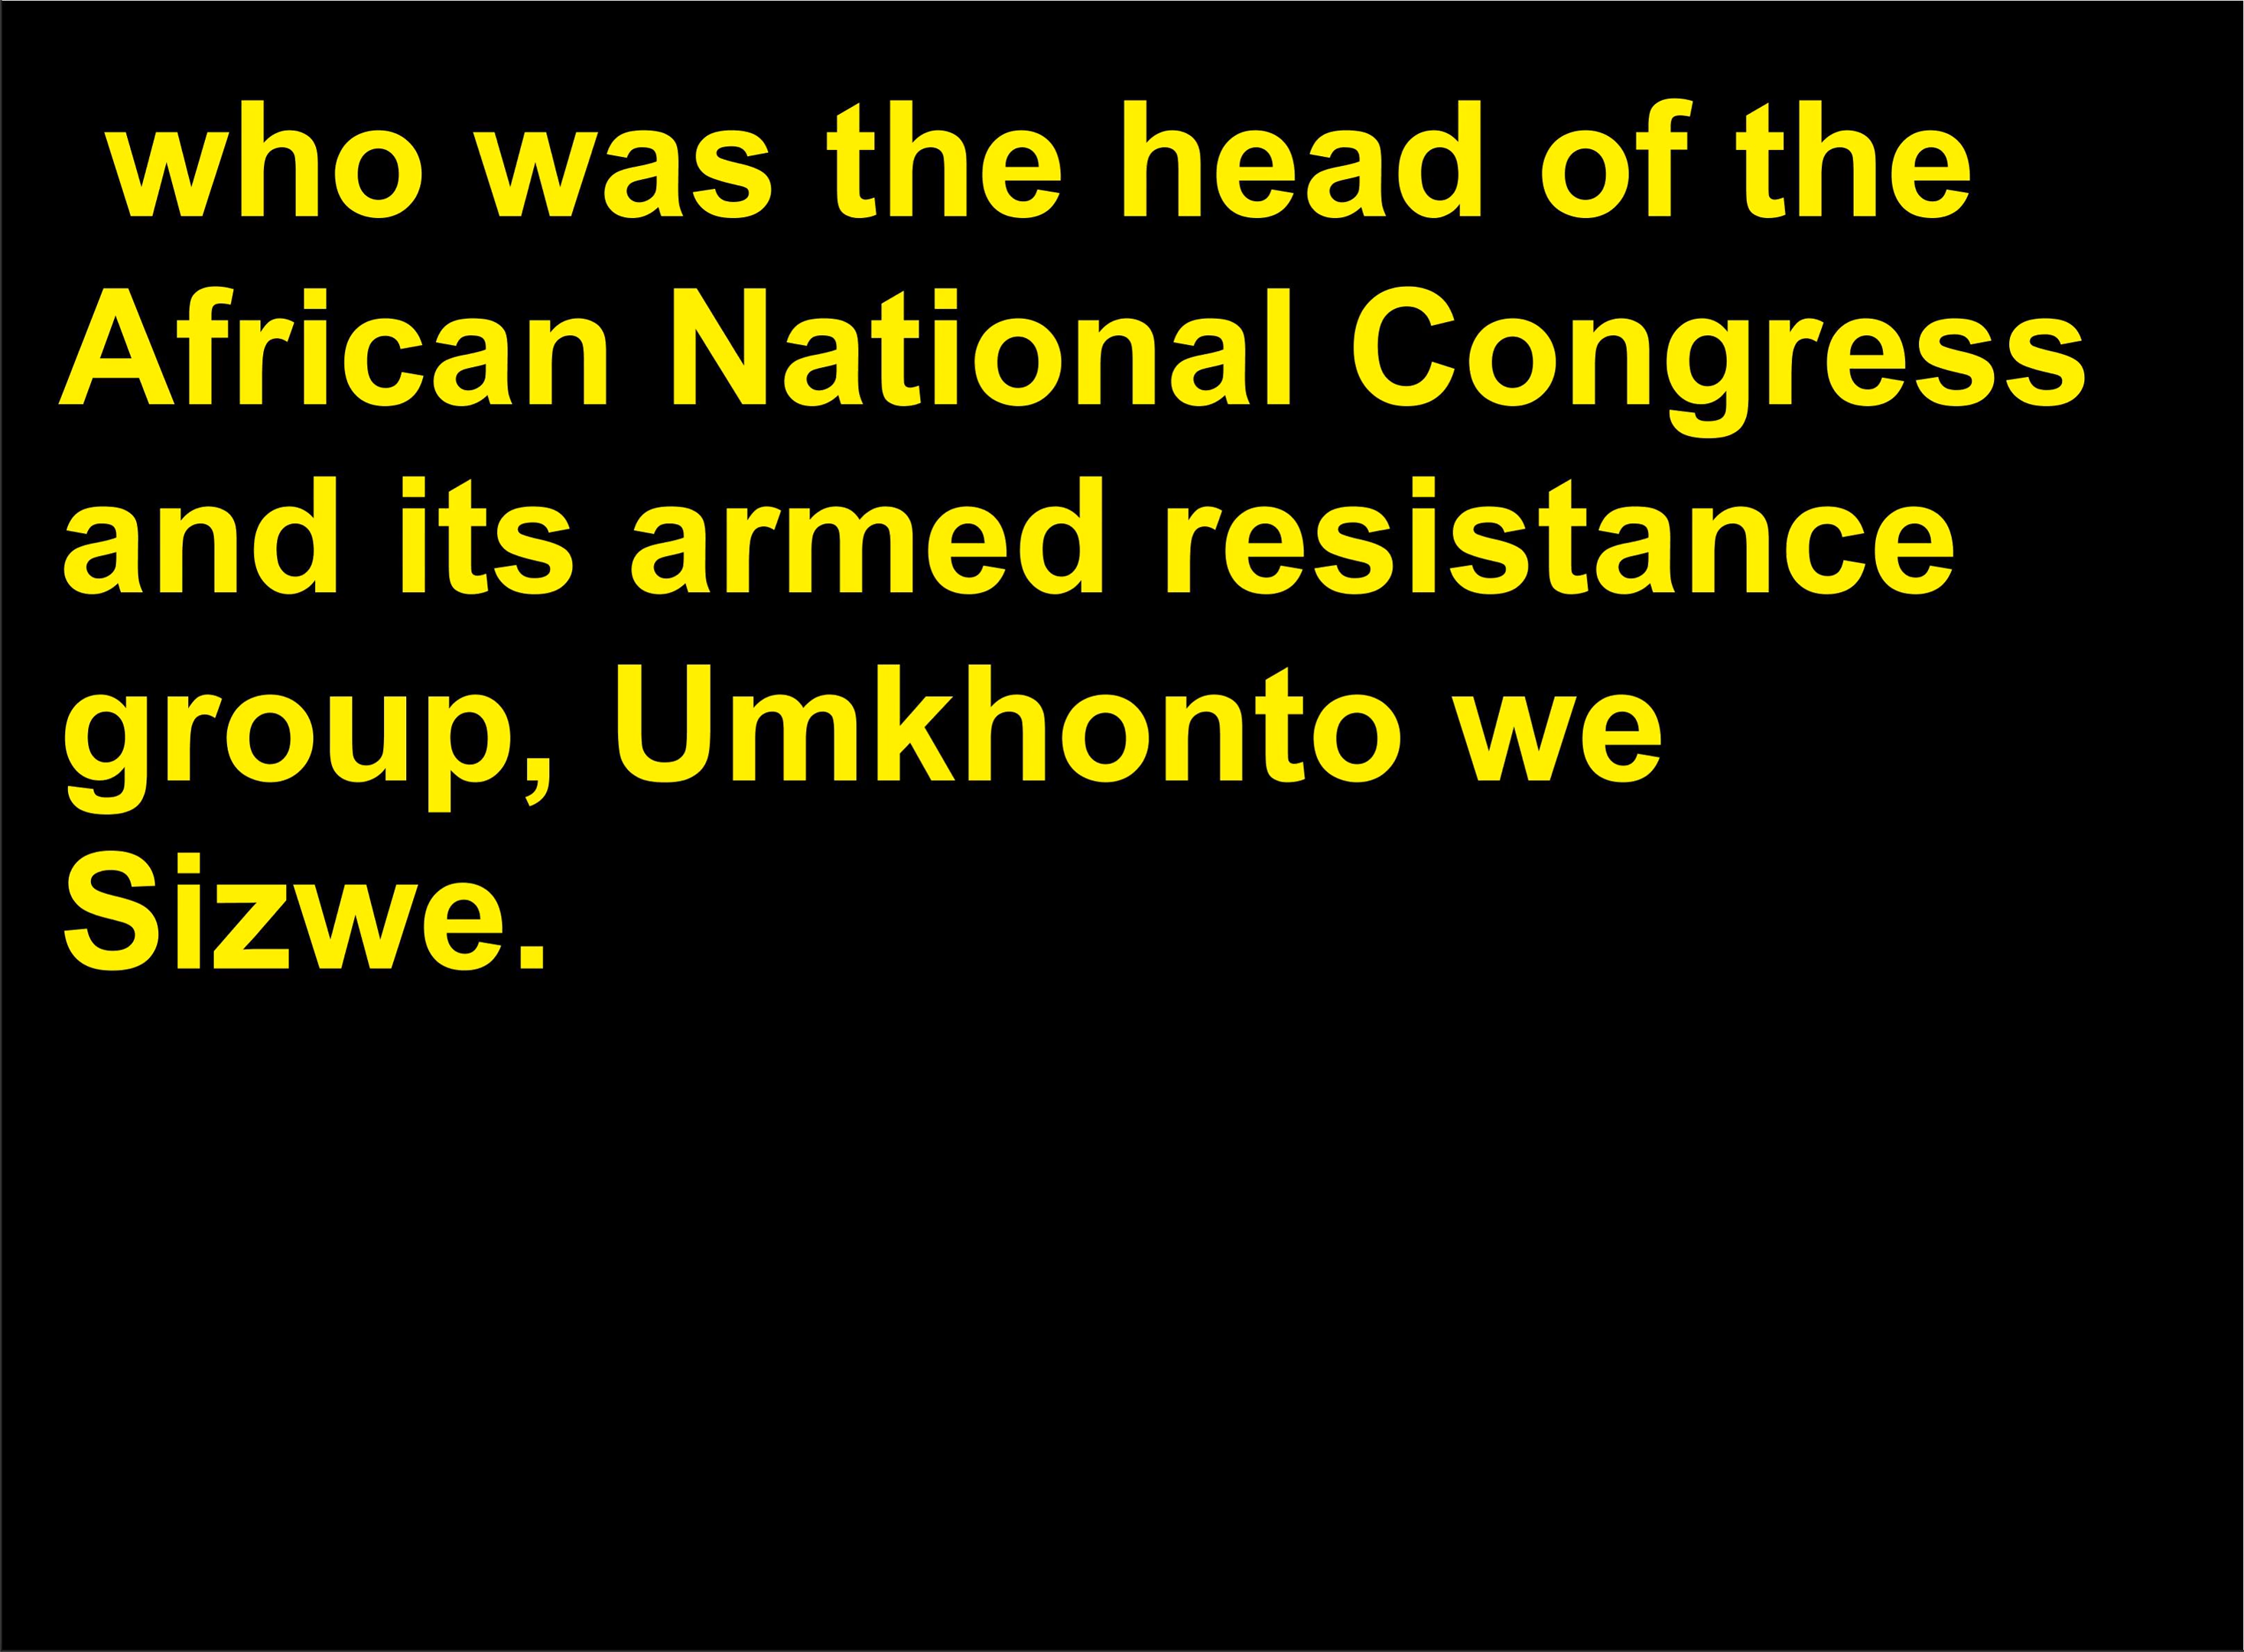 who was the head of the
African National Congress
and its armed resistance
group, Umkhonto we
Sizwe.